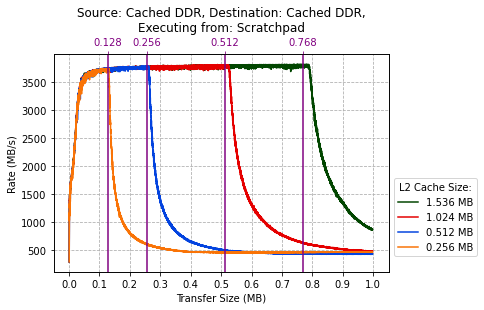 Source: Cached DDR, Destination: Cached DDR,
Executing from: Scratchpad
0.128 0.256 0.512 0.768
Rate (MB/s)
3500
3000
2500
2000
1500
1000
500
0.0 0.1 0.2 0.3 0.4 0.5 0.6 0.7 0.8 0.9 1.0
Transfer Size (MB)
L2 Cache Size:
1.536 MB
1.024 MB
0.512 MB
0.256 MB